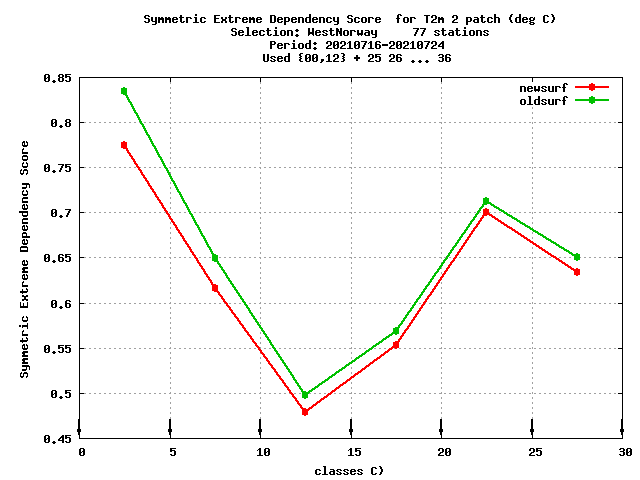 Symmetric Extreme Dependency Score  for T2m 2 patch (deg C)
Selection: WestNorway     77 stations
Period: 20210716-20210724
Used {00,12} + 25 26 ... 36
newsurf
oldsurf
Symmetric Extreme Dependency Score
0.85
0.8
0.75
0.7
0.65
0.6
0.55
0.5
0.45
0 5 10 15 20 25 30
classes C)